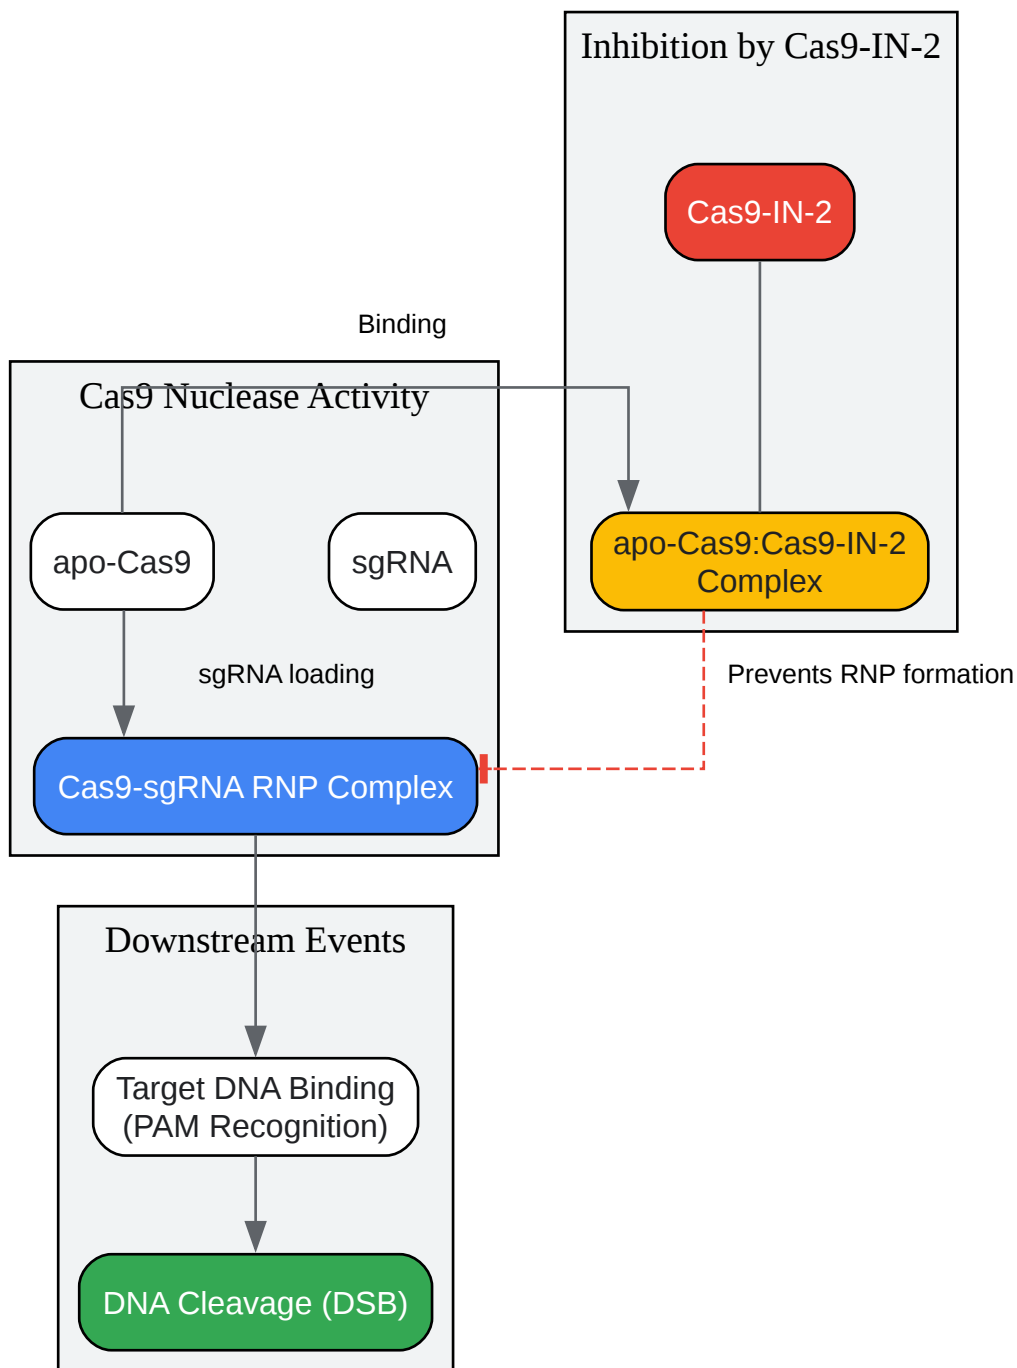 Inhibition by Cas9-IN-2
Cas9-IN-2
Binding
Cas9 Nuclease Activity
apo-Cas9
sgRNA
apo-Cas9:Cas9-IN-2
Complex
sgRNA loading
Prevents RNP formation
Cas9-sgRNA RNP Complex
Downstream Events
Target DNA Binding
(PAM Recognition)
DNA Cleavage (DSB)